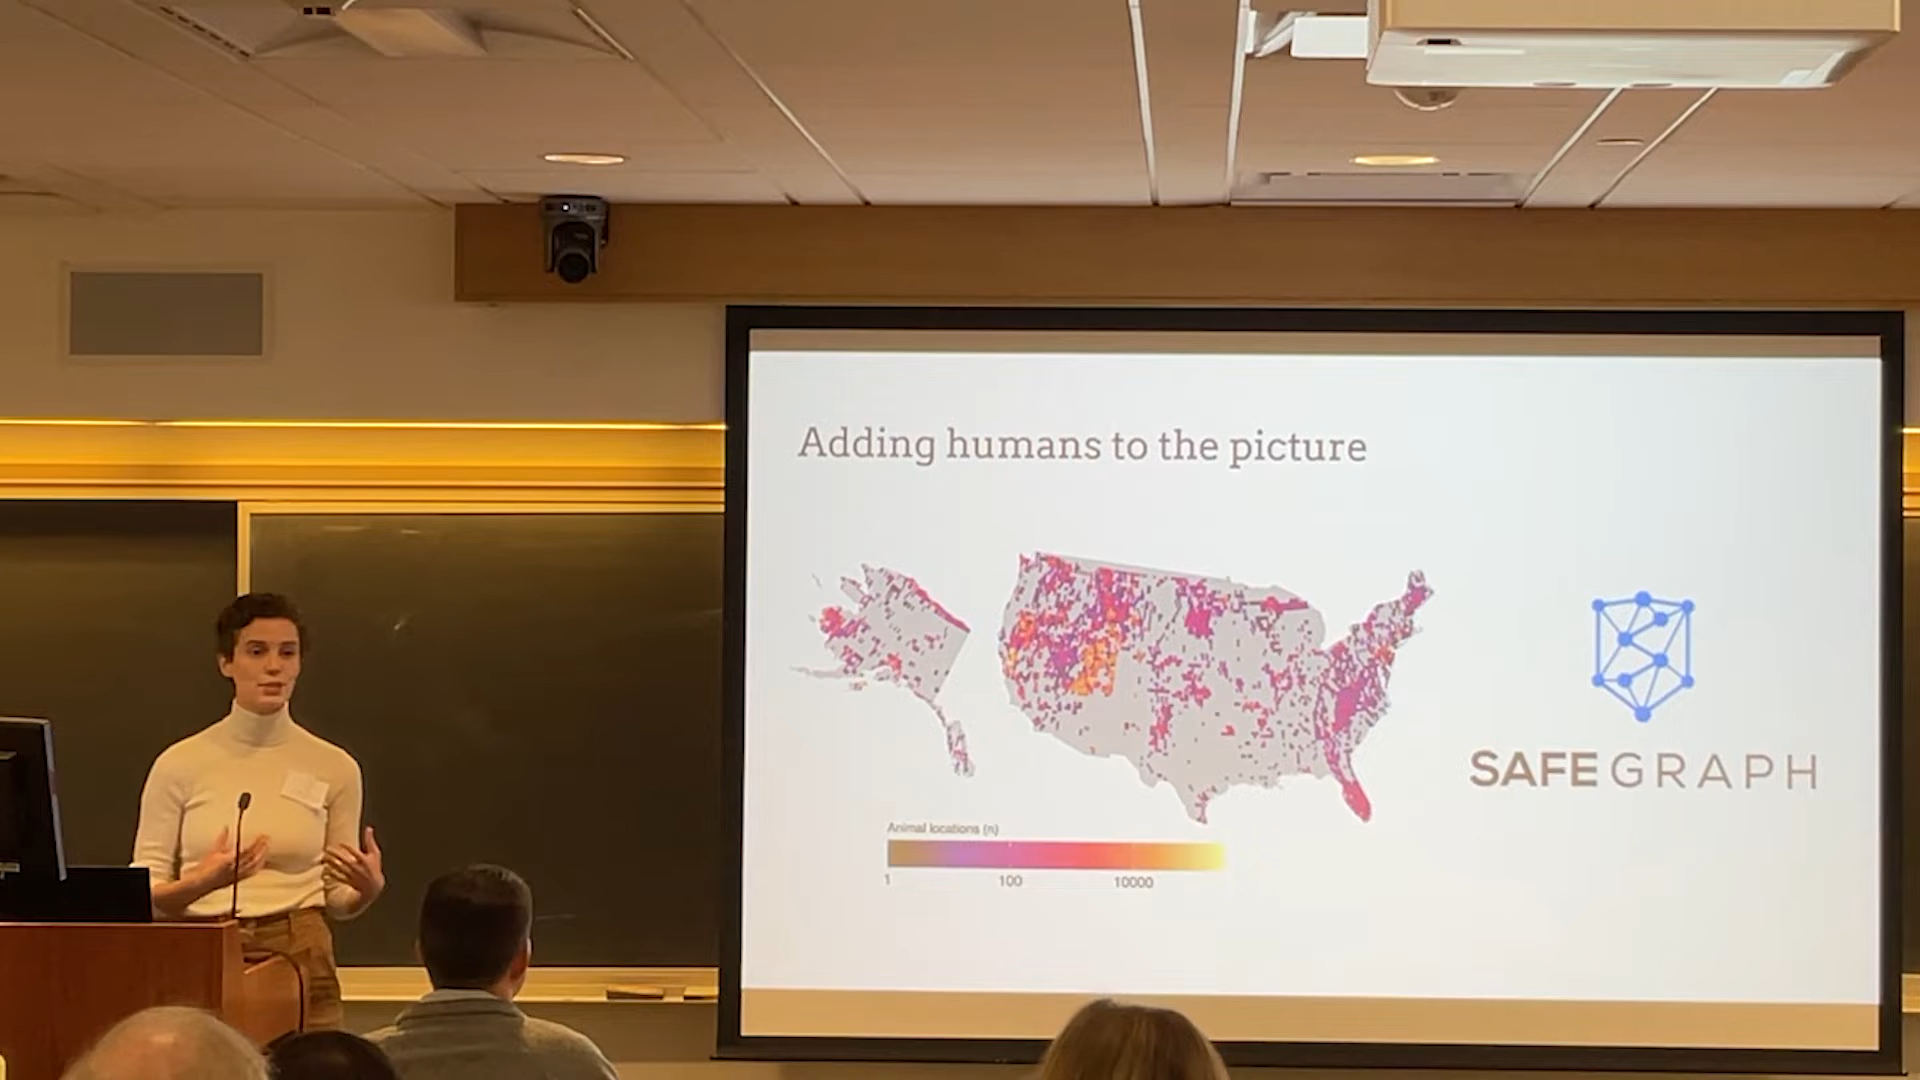 Adding humans to the picture
SAFEGRAPH
Animal locations (n)
1 100 10000